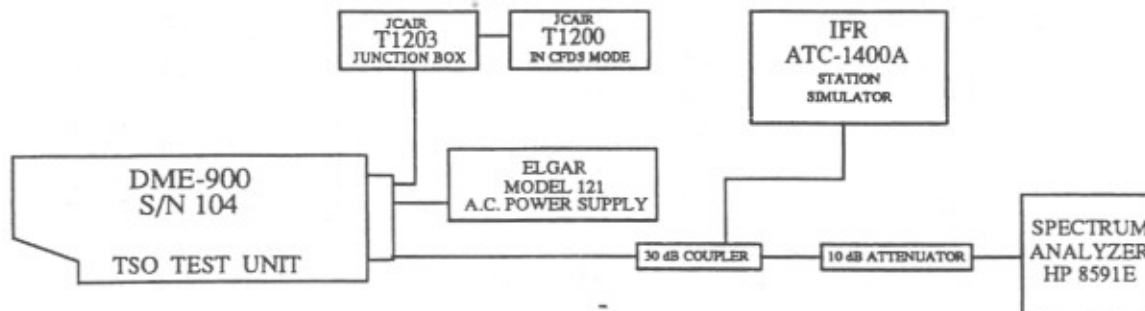 JCAIR
T1203
JUNCTION BOX
JCAIR
T1200
IN CFDS MODE
IFR
ATC-1400A
STATION
SIMULATOR
DME-900
S/N 104
TSO TEST UNIT
ELGAR
MODEL 121
A.C. POWER SUPPLY
30 dB COUPLER
10 dB ATTENUATOR
SPECTRUM
ANALYZER
HP 8591E